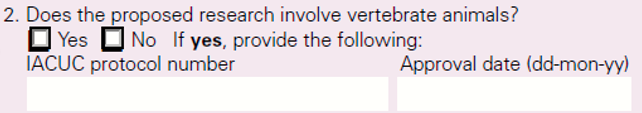 2. Does the proposed research involve vertebrate animals?
Yes No If yes, provide the following:
IACUC protocol number Approval date (dd-mon-yy)